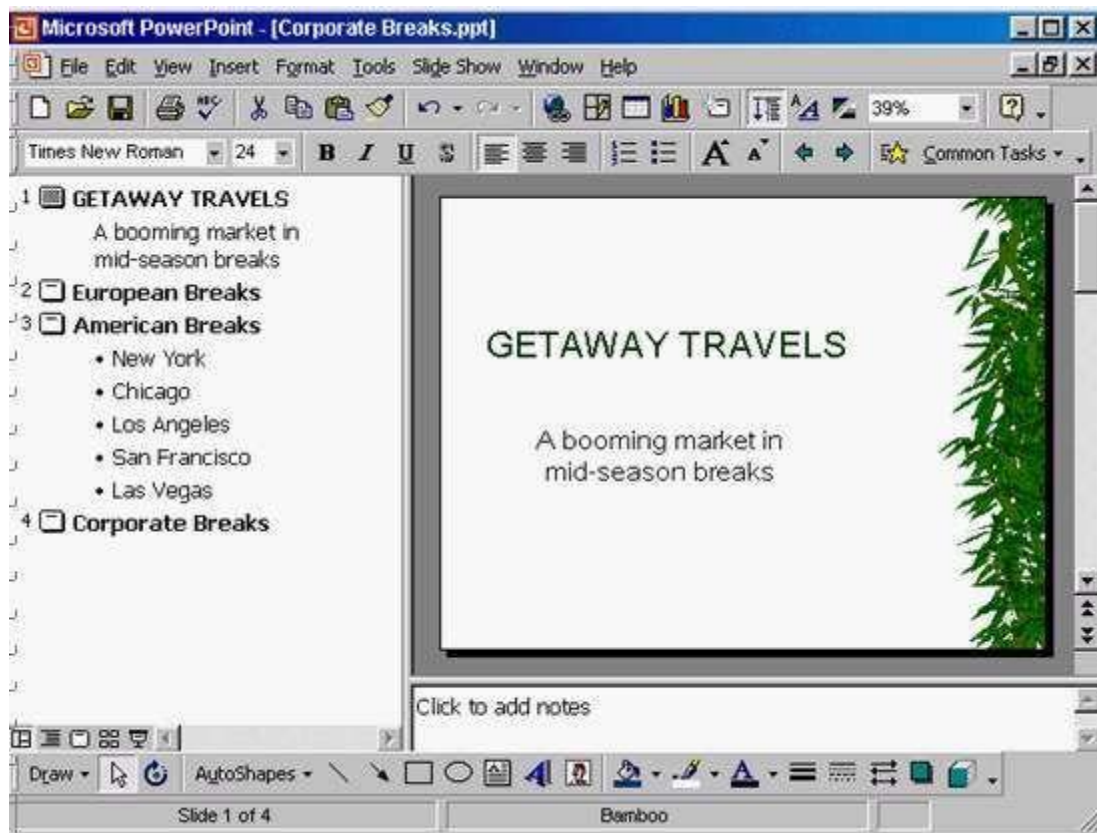 Microsoft PowerPoint - [Corporate Breaks.ppt]
File Edit View Insert Format Tools Slide Show Window Help
39%
Times New Roman 24 B I U S A A Common Tasks
1 GETAWAY TRAVELS
A booming market in
mid-season breaks
2 European Breaks
3 American Breaks
• New York
• Chicago
• Los Angeles
• San Francisco
• Las Vegas
4 Corporate Breaks
GETAWAY TRAVELS
A booming market in
mid-season breaks
Click to add notes
Draw AutoShapes
Slide 1 of 4 Bamboo